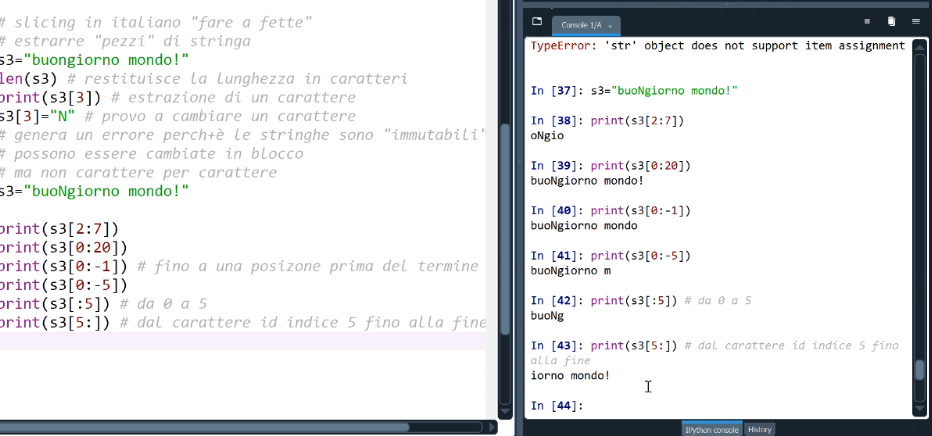 # slicing in italiano "fare a fette"
# estrarre "pezzi" di stringa
s3="buongiorno mondo!"
len(s3) # restituisce la lunghezza in caratteri
print(s3[3]) # estrazione di un carattere
s3[3]="N" # provo a cambiare un carattere
# genera un errore perch+è le stringhe sono "immutabili"
# possono essere cambiate in blocco
# ma non carattere per carattere
s3="buoNgiorno mondo!"
print(s3[2:7])
print(s3[0:20])
print(s3[0:-1]) # fino a una posizone prima del termine
print(s3[0:-5])
print(s3[:5]) # da 0 a 5
print(s3[5:]) # dal carattere id indice 5 fino alla fine
Console 1/A
TypeError: 'str' object does not support item assignment
In [37]: s3="buoNgiorno mondo!"
In [38]: print(s3[2:7])
oNgio
In [39]: print(s3[0:20])
buoNgiorno mondo!
In [40]: print(s3[0:-1])
buoNgiorno mondo
In [41]: print(s3[0:-5])
buoNgiorno m
In [42]: print(s3[:5]) # da 0 a 5
buoNg
In [43]: print(s3[5:]) # dal carattere id indice 5 fino
alla fine
iorno mondo!
In [44]:
IPython console History